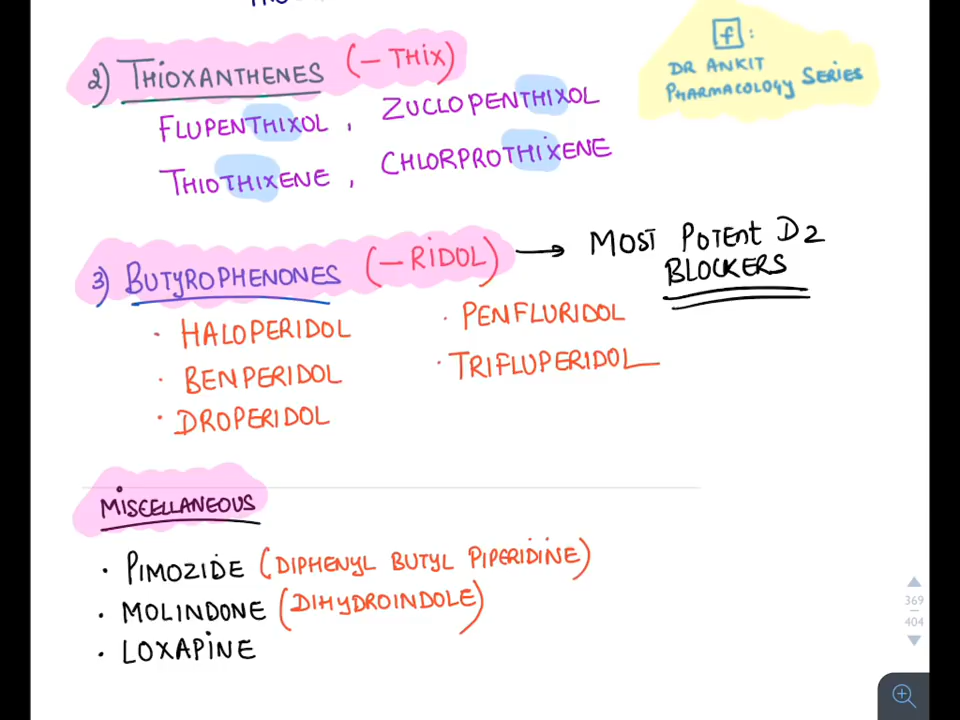 2) THIOXANTHENES (– THIX)
FLUPENTHIXOL , ZUCLOPENTHIXOL
THIOTHIXENE , CHLORPROTHIXENE
f :
DR ANKIT
PHARMACOLOGY SERIES
3) BUTYROPHENONES (– RIDOL) → MOST POTENT D2
BLOCKERS
· HALOPERIDOL · PENFLURIDOL
· BENPERIDOL · TRIFLUPERIDOL
· DROPERIDOL
MISCELLANEOUS
· PIMOZIDE (DIPHENYL BUTYL PIPERIDINE)
· MOLINDONE (DIHYDROINDOLE)
· LOXAPINE
369
404